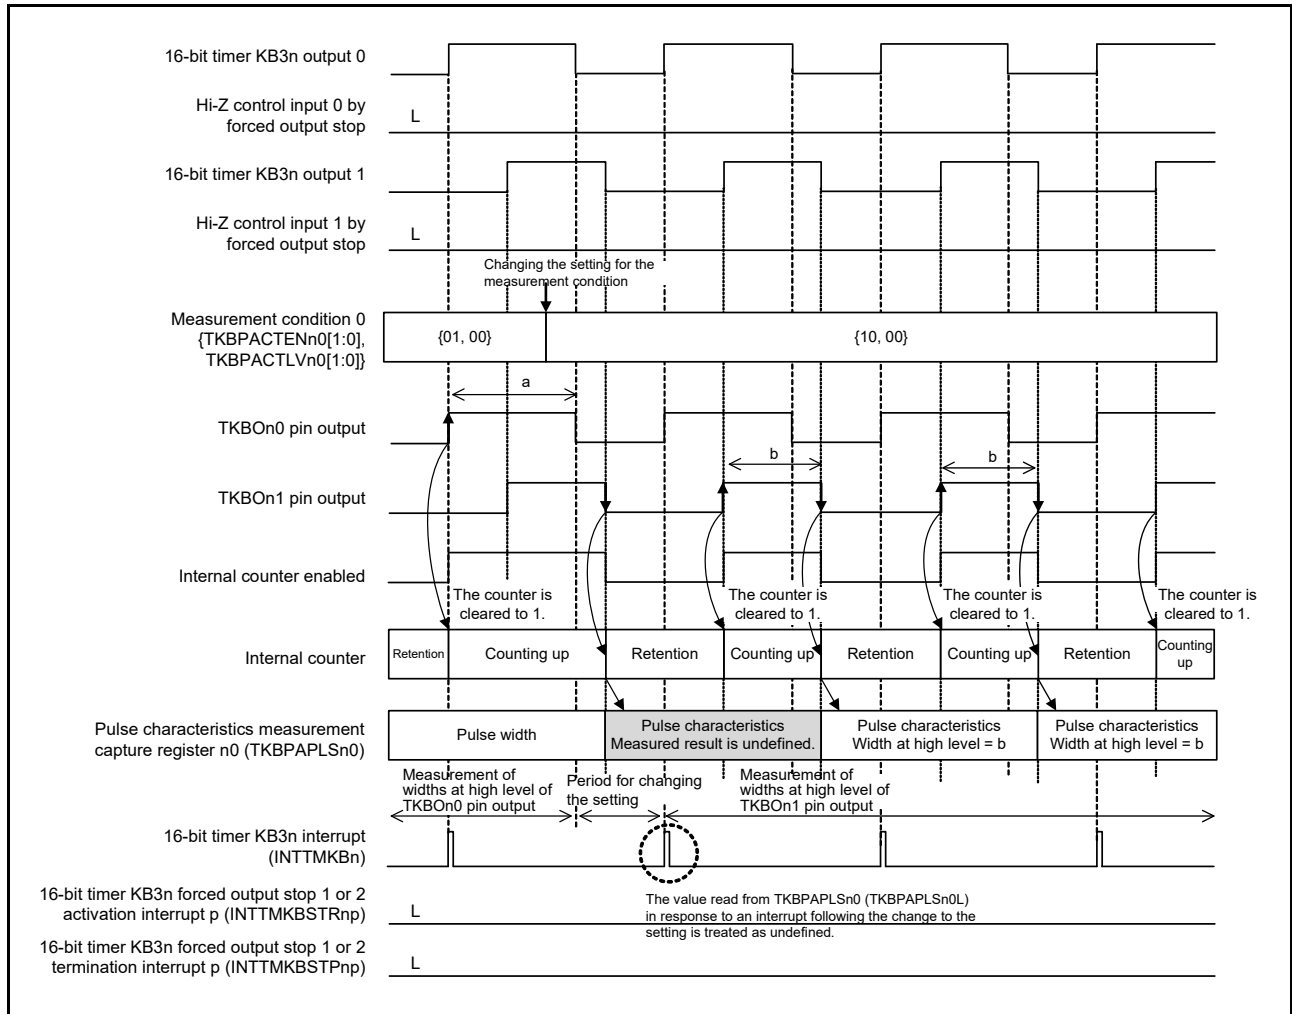 16-bit timer KB3n output 0
Hi-Z control input 0 by
forced output stop
L
16-bit timer KB3n output 1
Hi-Z control input 1 by
forced output stop
L
Changing the setting for the
measurement condition
Measurement condition 0
{TKBPACTENn0[1:0],
TKBPACTLVn0[1:0]}
{01, 00}
{10, 00}
a
TKBOn0 pin output
b
b
TKBOn1 pin output
Internal counter enabled
The counter is
cleared to 1.
The counter is
cleared to 1.
The counter is
cleared to 1.
The counter is
cleared to 1.
Internal counter
Retention
Counting up
Retention
Counting up
Retention
Counting up
Retention
Counting
up
Pulse characteristics measurement
capture register n0 (TKBPAPLSn0)
Pulse width
Pulse characteristics
Measured result is undefined.
Pulse characteristics
Width at high level = b
Pulse characteristics
Width at high level = b
Measurement of
widths at high level of
TKBOn0 pin output
Period for changing
the setting
Measurement of
widths at high level of
TKBOn1 pin output
16-bit timer KB3n interrupt
(INTTMKBn)
16-bit timer KB3n forced output stop 1 or 2
activation interrupt p (INTTMKBSTRnp)
L
The value read from TKBPAPLSn0 (TKBPAPLSn0L)
in response to an interrupt following the change to the
setting is treated as undefined.
16-bit timer KB3n forced output stop 1 or 2
termination interrupt p (INTTMKBSTPnp)
L